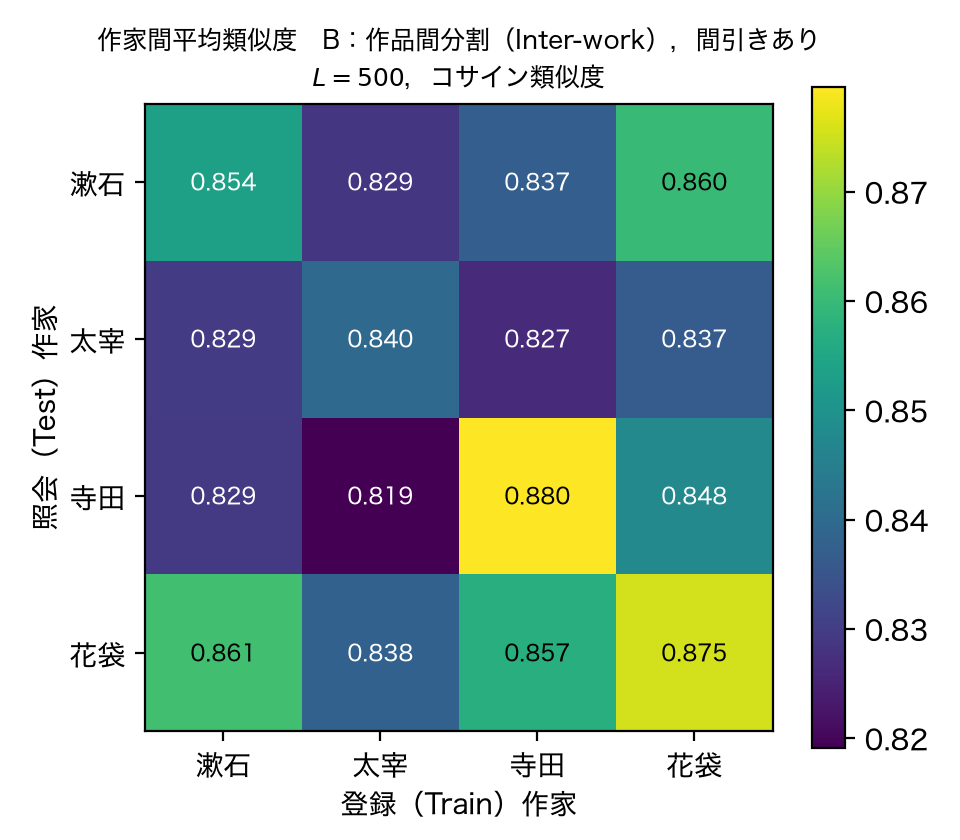 作家間平均類似度　B：作品間分割（Inter-work），間引きあり
L = 500，コサイン類似度
漱石 0.854 0.829 0.837 0.860
太宰 0.829 0.840 0.827 0.837
寺田 0.829 0.819 0.880 0.848
花袋 0.861 0.838 0.857 0.875
漱石 太宰 寺田 花袋
登録（Train）作家
照会（Test）作家
0.87
0.86
0.85
0.84
0.83
0.82